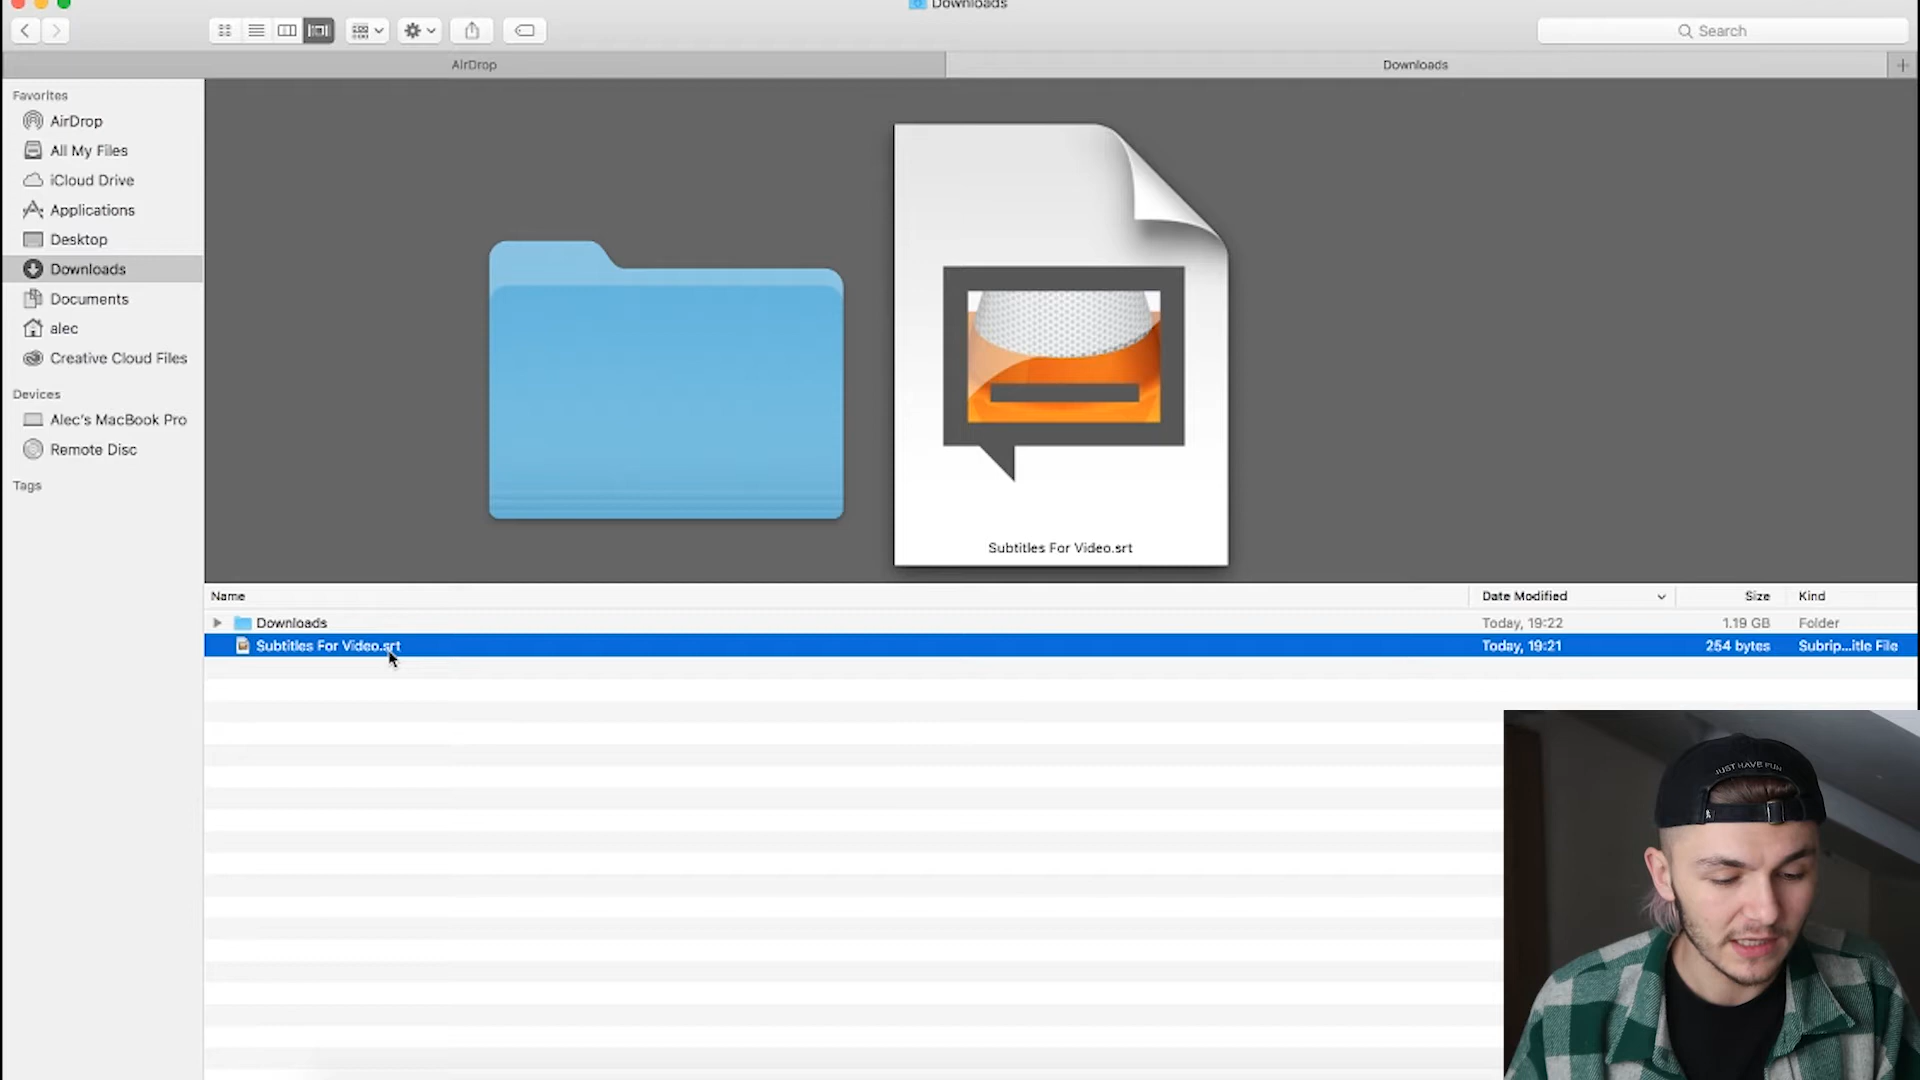 Downloads
Search
AirDrop
Downloads
Favorites
AirDrop
All My Files
iCloud Drive
Applications
Desktop
Downloads
Documents
alec
Creative Cloud Files
Devices
Alec's MacBook Pro
Remote Disc
Tags
Subtitles For Video.srt
Name Date Modified Size Kind
Downloads Today, 19:22 1.19 GB Folder
Subtitles For Video.srt Today, 19:21 254 bytes Subrip...itle File
JUST HAVE FUN